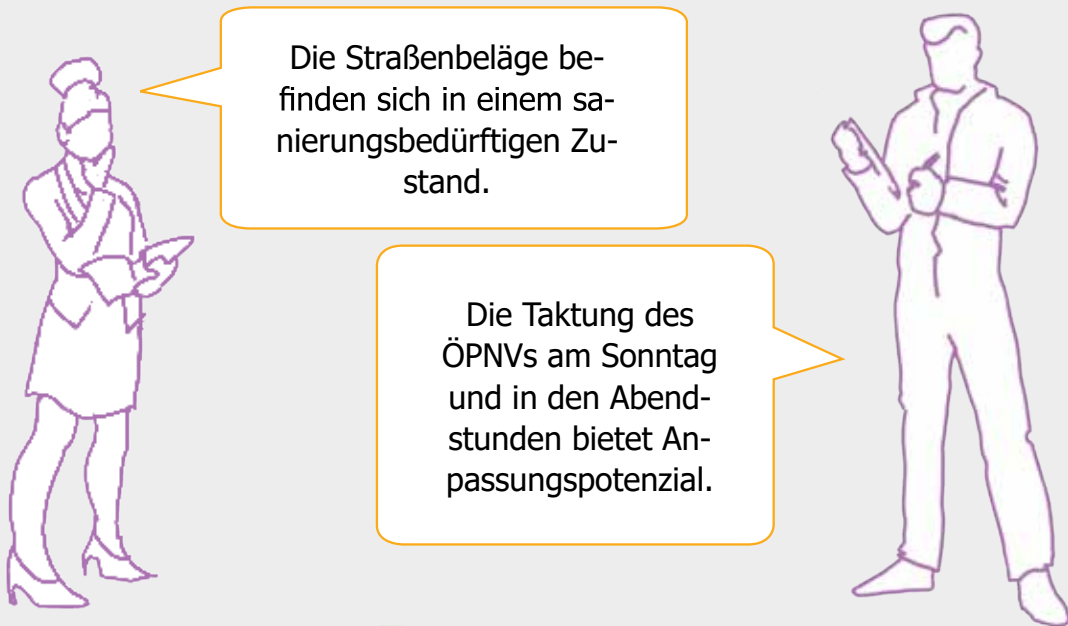 Die Straßenbeläge be-
finden sich in einem sa-
nierungsbedürftigen Zu-
stand.
Die Taktung des
ÖPNVs am Sonntag
und in den Abend-
stunden bietet An-
passungspotenzial.